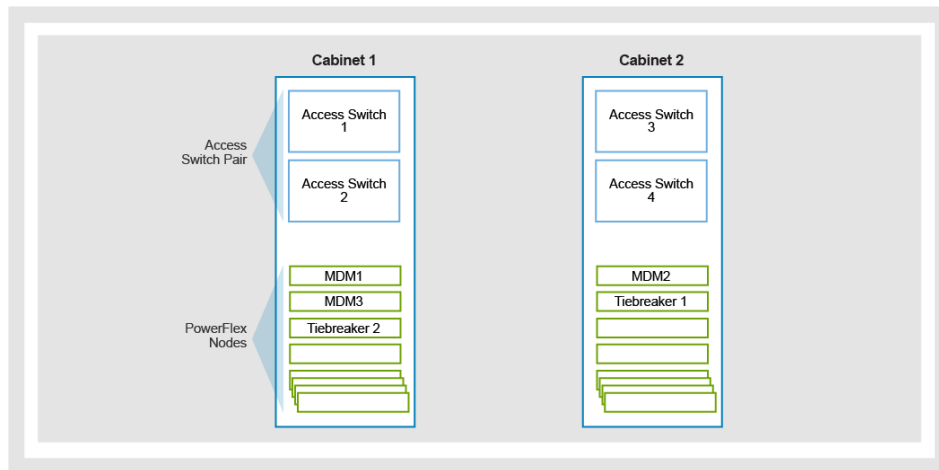 Cabinet 1
Cabinet 2
Access Switch
1
Access Switch
3
Access
Switch Pair
Access Switch
2
Access Switch
4
MDM1
MDM2
MDM3
Tiebreaker 1
PowerFlex
Nodes
Tiebreaker 2